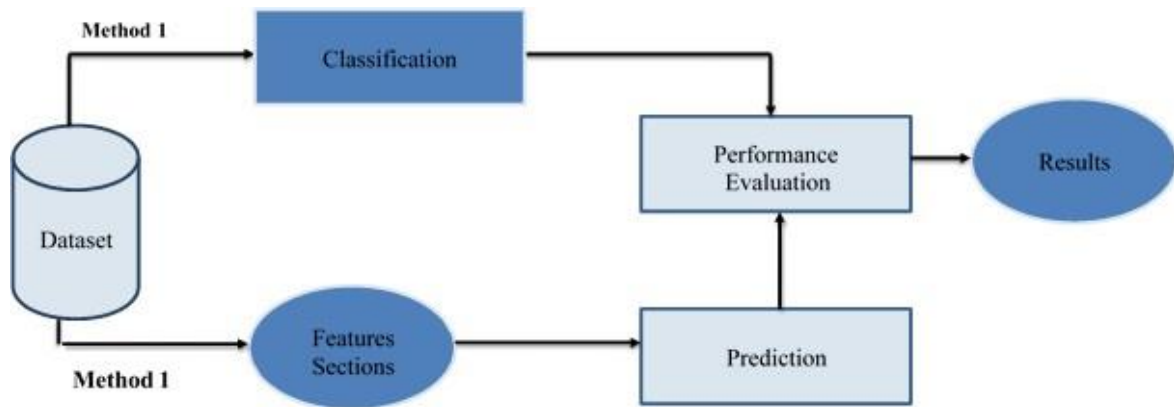 Method 1
Classification
Performance
Evaluation
Results
Dataset
Features
Sections
Prediction
Method 1